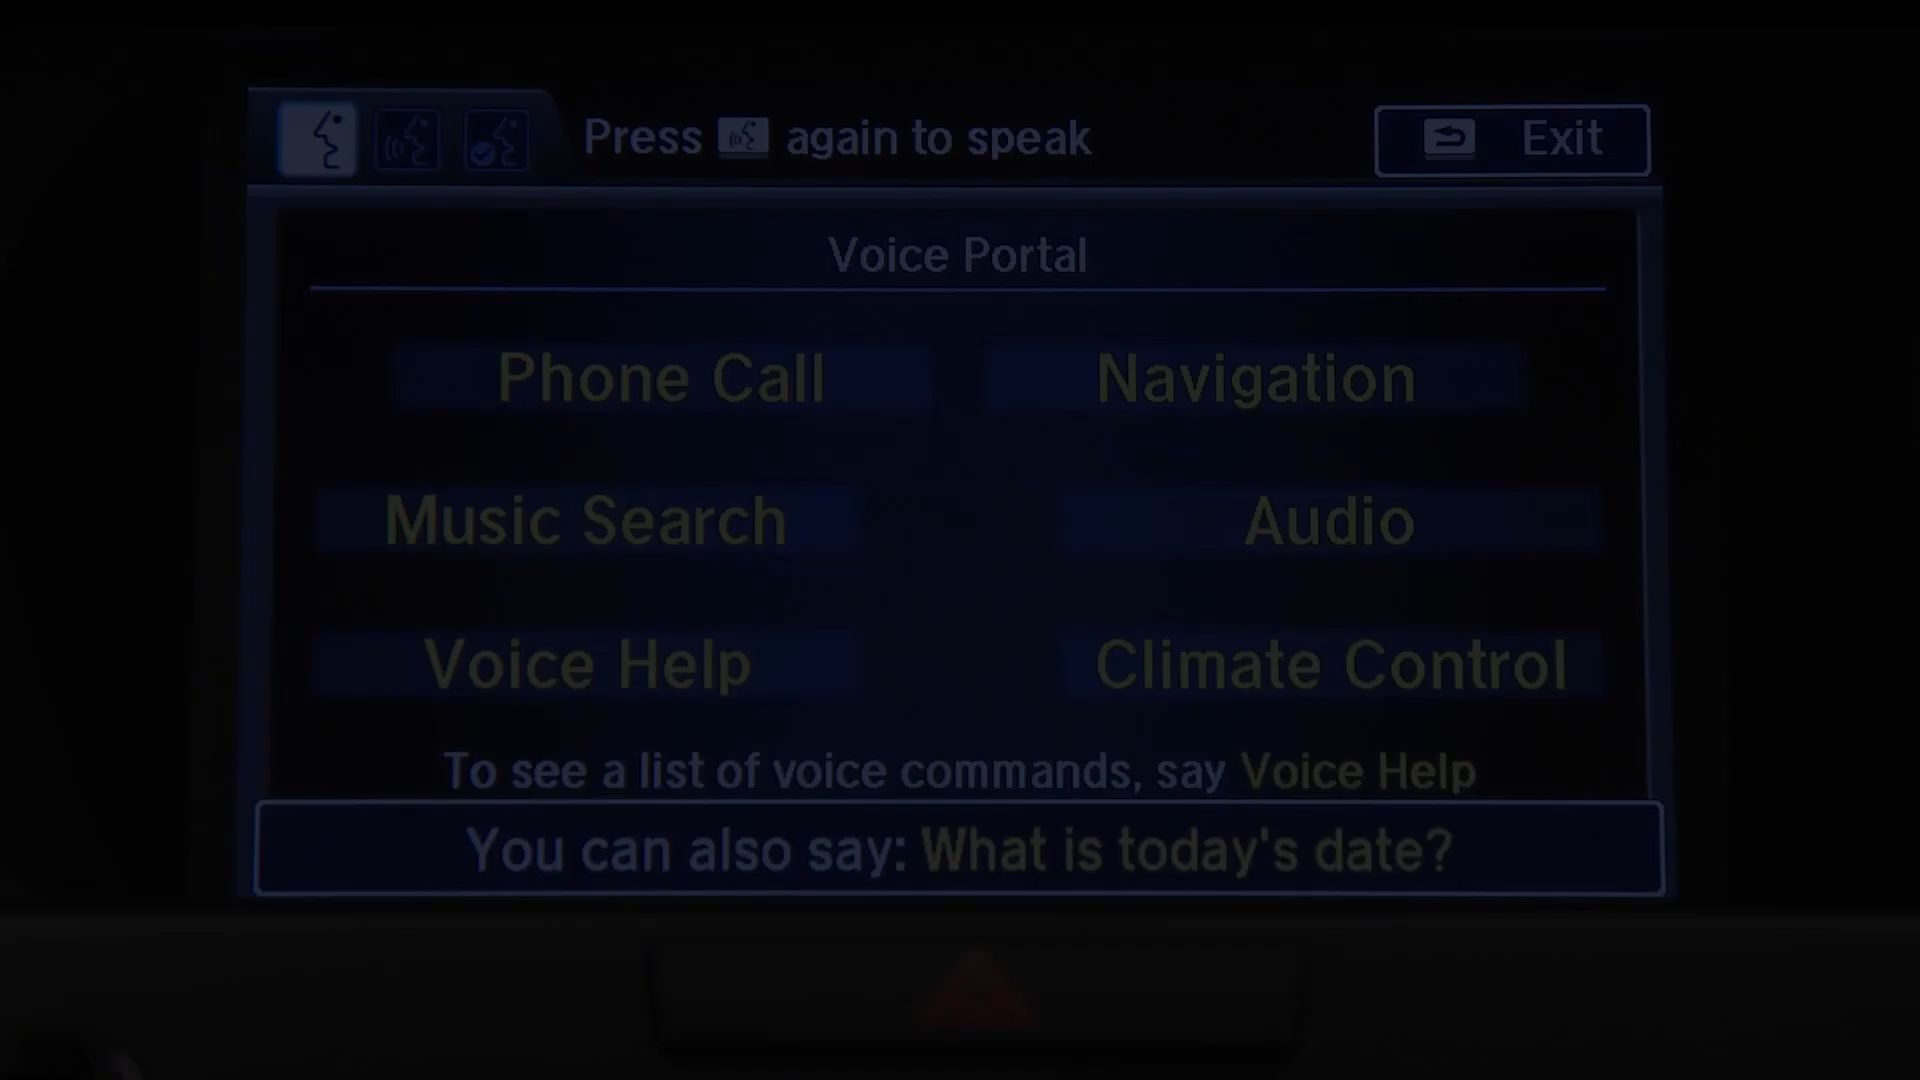 Press again to speak
Exit
Voice Portal
Phone Call
Navigation
Music Search
Audio
Voice Help
Climate Control
To see a list of voice commands, say Voice Help
You can also say: What is today's date?